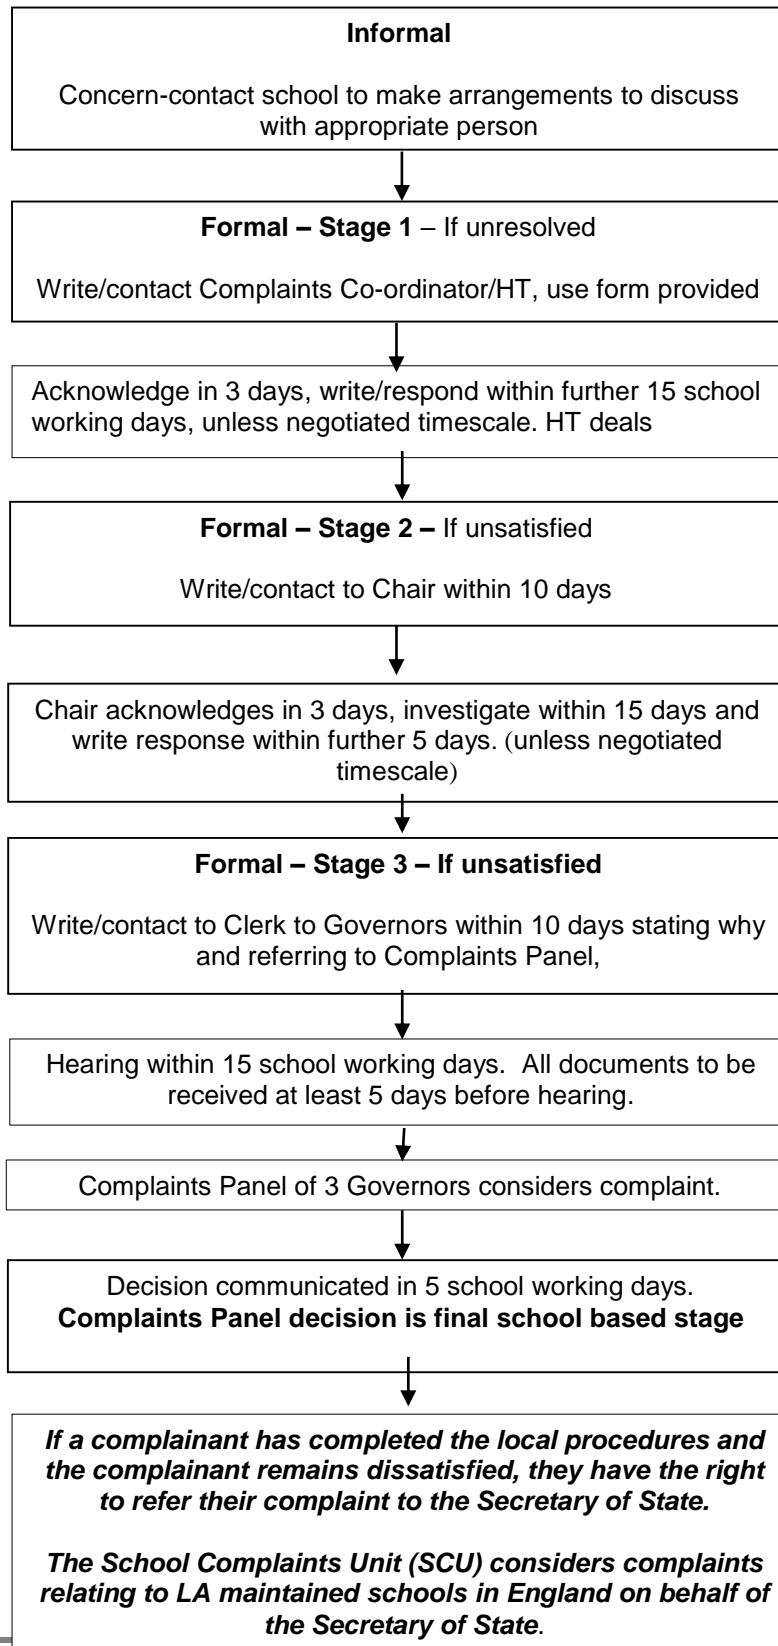 Informal
Concern-contact school to make arrangements to discuss
with appropriate person
Formal – Stage 1 – If unresolved
Write/contact Complaints Co-ordinator/HT, use form provided
Acknowledge in 3 days, write/respond within further 15 school
working days, unless negotiated timescale. HT deals
Formal – Stage 2 – If unsatisfied
Write/contact to Chair within 10 days
Chair acknowledges in 3 days, investigate within 15 days and
write response within further 5 days. (unless negotiated
timescale)
Formal – Stage 3 – If unsatisfied
Write/contact to Clerk to Governors within 10 days stating why
and referring to Complaints Panel,
Hearing within 15 school working days.  All documents to be
received at least 5 days before hearing.
Complaints Panel of 3 Governors considers complaint.
Decision communicated in 5 school working days.
Complaints Panel decision is final school based stage
If a complainant has completed the local procedures and
the complainant remains dissatisfied, they have the right
to refer their complaint to the Secretary of State.
The School Complaints Unit (SCU) considers complaints
relating to LA maintained schools in England on behalf of
the Secretary of State.